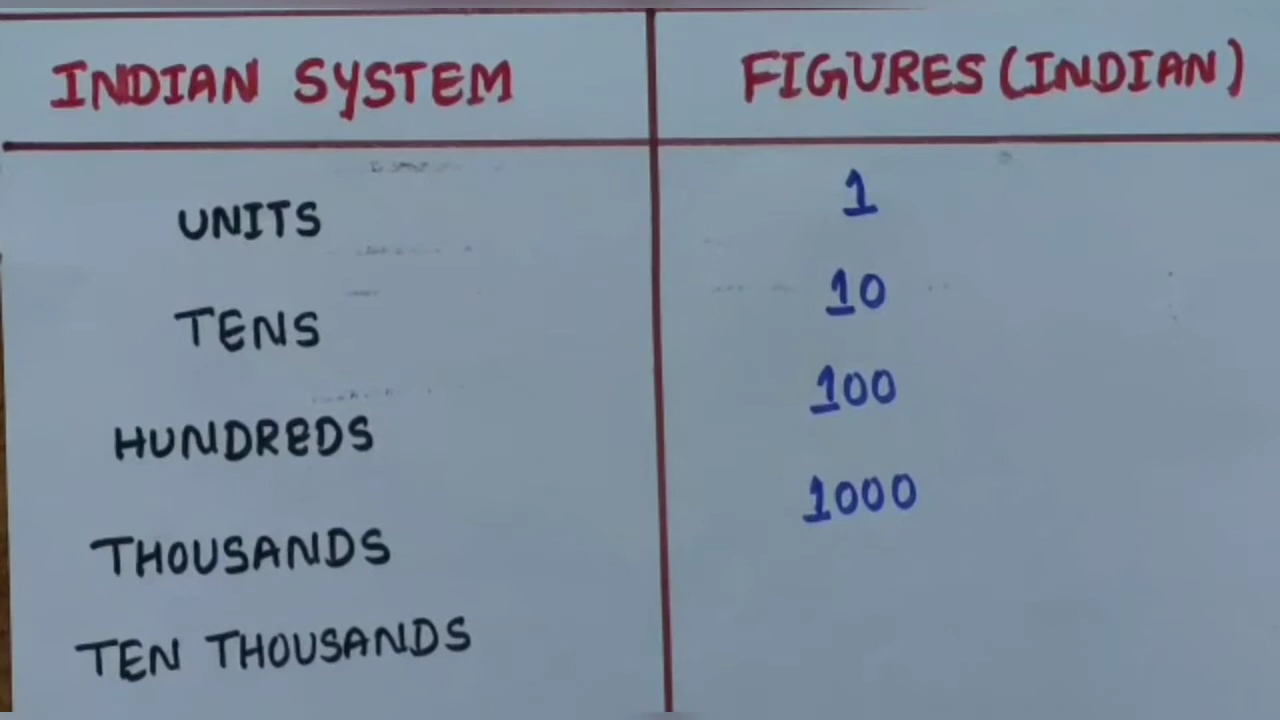 INDIAN SYSTEM FIGURES (INDIAN)
UNITS 1
TENS 10
HUNDREDS 100
THOUSANDS 1000
TEN THOUSANDS